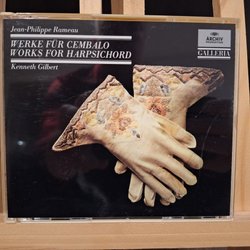 Jean-Philippe Rameau
WERKE FÜR CEMBALO
WORKS FOR HARPSICHORD
Kenneth Gilbert
ARCHIV
PRODUKTION
GALLERIA